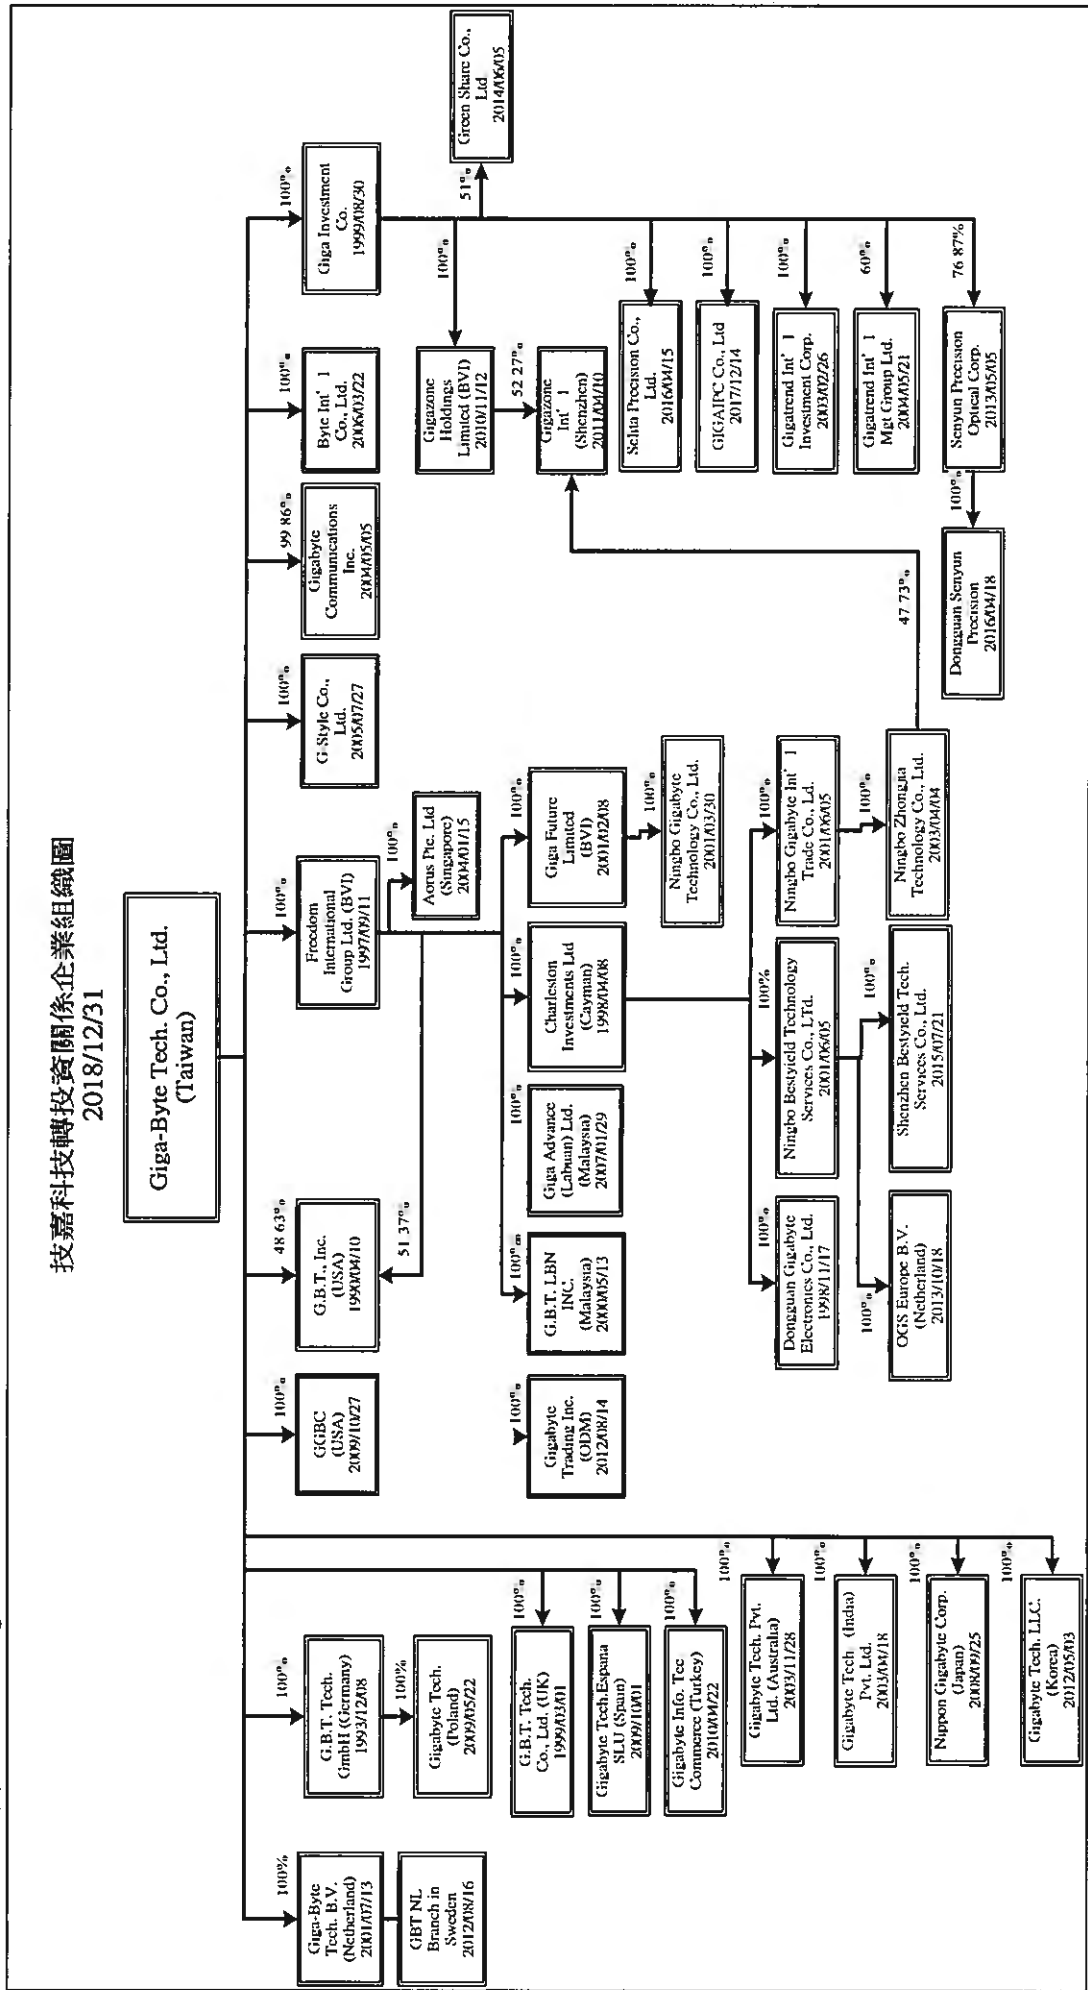 技嘉科技轉投資關係企業組織圖
2018/12/31
Giga-Byte Tech. Co., Ltd.
(Taiwan)
100%
Giga-Byte
Tech. B.V.
(Netherland)
2001/07/13
GBT NL
Branch in
Sweden
2012/08/16
100%
G.B.T. Tech.
GmbH (Germany)
1993/12/08
100%
Gigabyte Tech.
(Poland)
2009/05/22
100%
G.B.T. Tech.
Co., Ltd. (UK)
1999/03/01
100%
Gigabyte Tech.Espana
SLU (Spain)
2009/10/01
100%
Gigabyte Info. Tec
Commerce (Turkey)
2010/04/22
100%
Gigabyte Tech. Pvt.
Ltd. (Australia)
2003/11/28
100%
Gigabyte Tech. (India)
Pvt. Ltd.
2003/04/18
100%
Nippon Gigabyte Corp.
(Japan)
2008/09/25
100%
Gigabyte Tech. LLC.
(Korea)
2012/05/03
100%
GGBC
(USA)
2009/10/27
48.63%
G.B.T., Inc.
(USA)
1990/04/10
51.37%
100%
Freedom
International
Group Ltd. (BVI)
1997/09/11
100%
Aorus Pte. Ltd
(Singapore)
2004/01/15
100%
G-Style Co.,
Ltd.
2005/07/27
99.86%
Gigabyte
Communications
Inc.
2004/05/05
100%
Byte Int'l
Co., Ltd.
2006/03/22
100%
Giga Investment
Co.
1999/08/30
51%
Green Share Co.,
Ltd.
2014/06/05
100%
Gigabyte
Trading Inc.
(ODM)
2012/08/14
100%
G.B.T. LBN
INC.
(Malaysia)
2000/05/13
100%
Giga Advance
(Labuan) Ltd.
(Malaysia)
2007/01/29
100%
Charleston
Investments Ltd
(Cayman)
1998/04/08
100%
Giga Future
Limited
(BVI)
2001/02/08
100%
Ningbo Gigabyte
Technology Co., Ltd.
2001/03/30
100%
Dongguan Gigabyte
Electronics Co., Ltd.
1998/11/17
100%
Ningbo Bestyield Technology
Services Co., LTd.
2001/06/05
100%
Ningbo Gigabyte Int'l
Trade Co., Ld.
2001/06/05
100%
OGS Europe B.V.
(Netherland)
2013/10/18
100%
Shenzhen Bestyield Tech.
Services Co., Ltd.
2015/07/21
100%
Ningbo Zhongjia
Technology Co., Ltd.
2003/04/04
47.73%
100%
Gigazone
Holdings
Limited (BVI)
2010/11/12
52.27%
Gigazone
Int'l
(Shenzhen)
2011/04/10
100%
Selita Precision Co.,
Ltd.
2016/04/15
100%
GIGAIPC Co., Ltd
2017/12/14
100%
Gigatrend Int'l
Investment Corp.
2003/02/26
60%
Gigatrend Int'l
Mgt Group Ltd.
2004/05/21
76.87%
Senyun Precision
Optical Corp.
2013/05/05
100%
Dongguan Senyun
Precision
2016/04/18